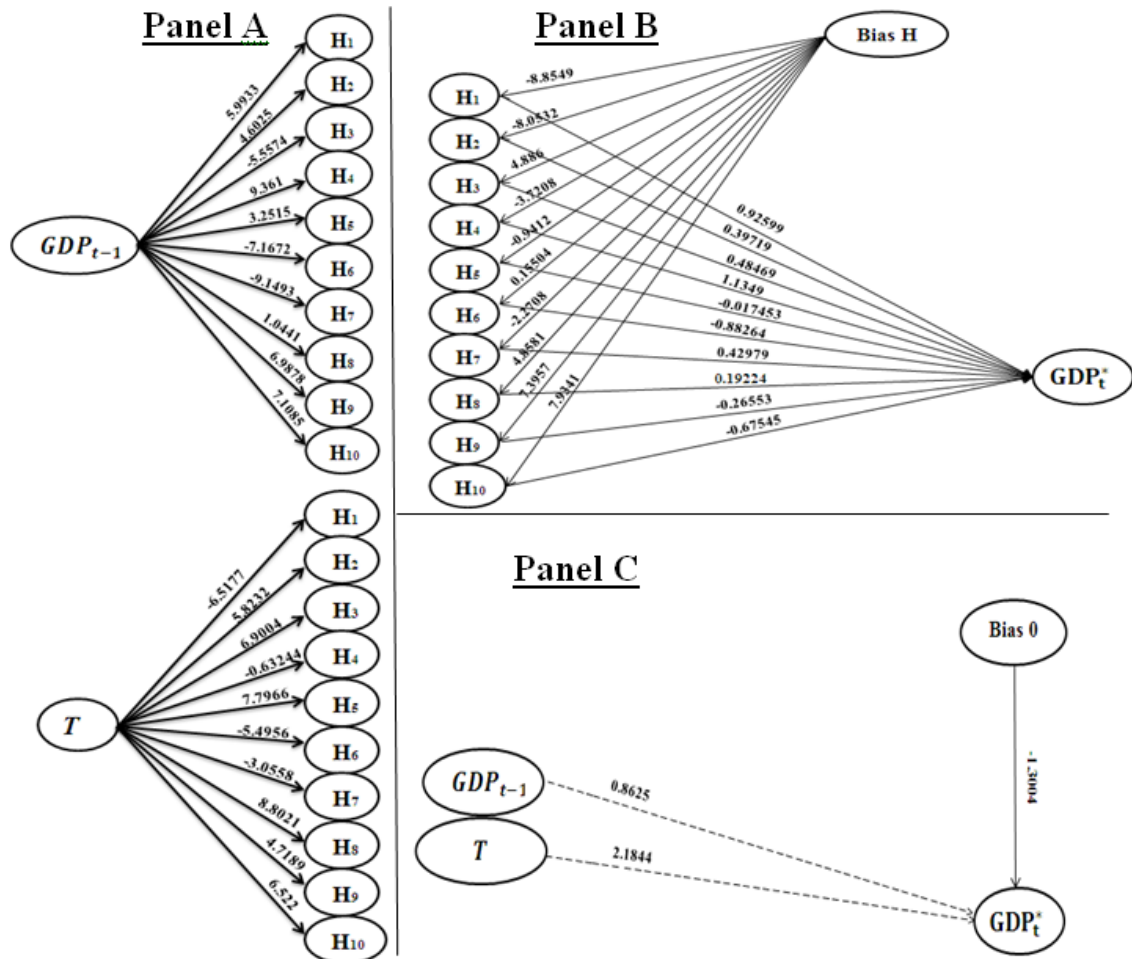 Panel A
H1
H2
H3
H4
H5
H6
H7
H8
H9
H10
GDPt−1
5.9933
4.6025
-5.5574
9.361
3.2515
-7.1672
-9.1493
1.0441
6.9878
7.1085
H1
H2
H3
H4
H5
H6
H7
H8
H9
H10
T
-6.5177
5.8232
6.9004
-0.63244
7.7966
-5.4956
-3.0558
8.8021
4.7189
6.522
Panel B
Bias H
H1
H2
H3
H4
H5
H6
H7
H8
H9
H10
-8.8549
-8.0532
4.886
-3.7208
-0.9412
0.15504
-2.2708
4.8581
7.3957
7.9341
0.92599
0.39719
0.48469
1.1349
-0.017453
-0.88264
0.42979
0.19224
-0.26553
-0.67545
GDPt*
Panel C
Bias 0
-1.3004
GDPt−1
0.8625
T
2.1844
GDPt*